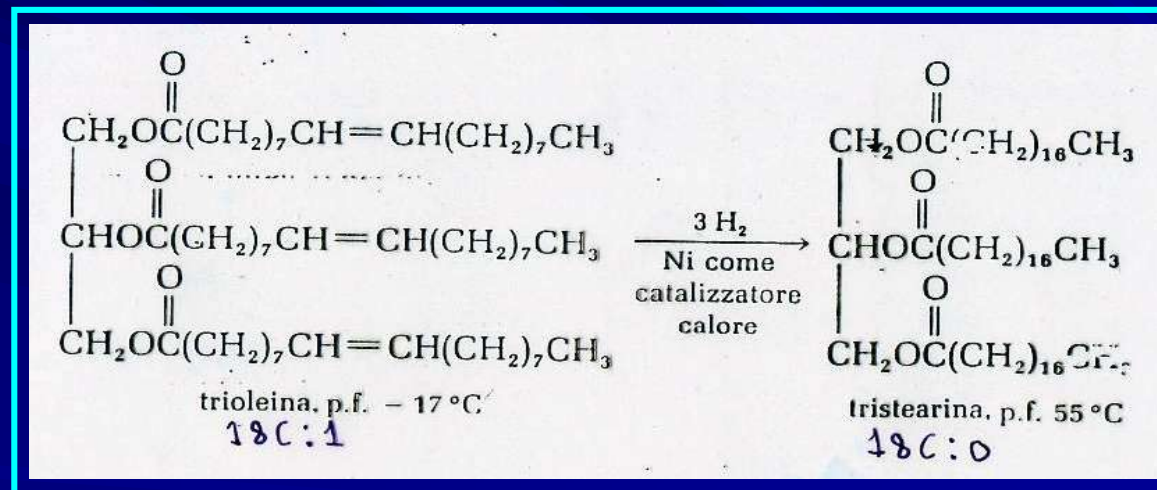 O
||
CH₂OC(CH₂)₇CH=CH(CH₂)₇CH₃
O
||
CHOC(CH₂)₇CH=CH(CH₂)₇CH₃
O
||
CH₂OC(CH₂)₇CH=CH(CH₂)₇CH₃
trioleina, p.f. – 17 °C
18C:1
3 H₂
Ni come
catalizzatore
calore
O
||
CH₂OC(CH₂)₁₆CH₃
O
||
CHOC(CH₂)₁₆CH₃
O
||
CH₂OC(CH₂)₁₆
tristearina, p.f. 55 °C
18C:0